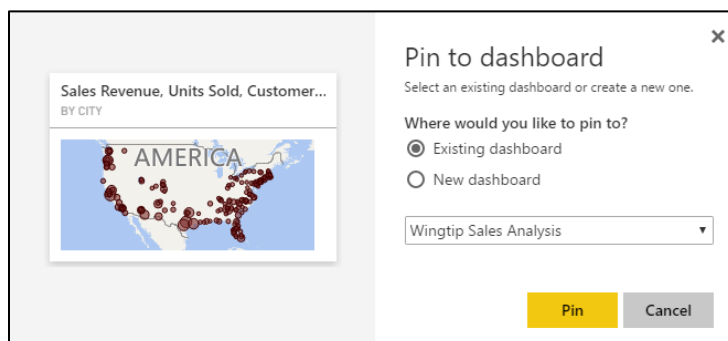 Sales Revenue, Units Sold, Customer...
BY CITY
AMERICA
Pin to dashboard
Select an existing dashboard or create a new one.
Where would you like to pin to?
Existing dashboard
New dashboard
Wingtip Sales Analysis
Pin
Cancel